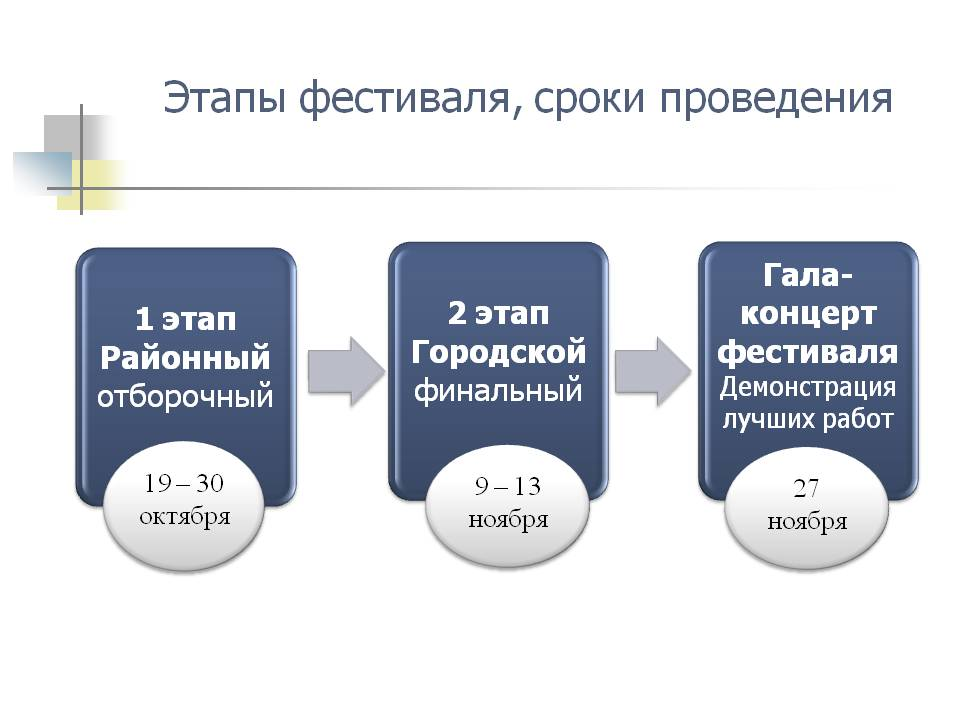 Этапы фестиваля, сроки проведения
1 этап
Районный
отборочный
19 – 30
октября
2 этап
Городской
финальный
9 – 13
ноября
Гала-
концерт
фестиваля
Демонстрация
лучших работ
27
ноября